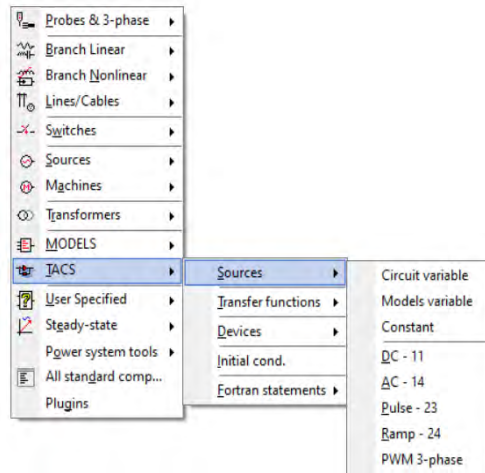 Probes & 3-phase
Branch Linear
Branch Nonlinear
Lines/Cables
Switches
Sources
Machines
Transformers
MODELS
TACS
User Specified
Steady-state
Power system tools
All standard comp...
Plugins
Sources
Transfer functions
Devices
Initial cond.
Fortran statements
Circuit variable
Models variable
Constant
DC - 11
AC - 14
Pulse - 23
Ramp - 24
PWM 3-phase